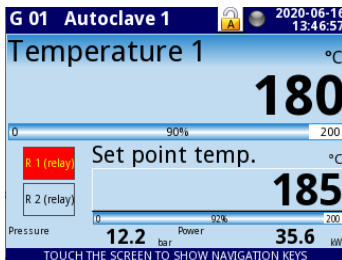 G 01 Autoclave 1 A 2020-06-16
13:46:57
Temperature 1 °C
180
0 90% 200
R 1 (relay) Set point temp. °C
R 2 (relay) 185
0 92% 200
Pressure 12.2 bar Power 35.6 kW
TOUCH THE SCREEN TO SHOW NAVIGATION KEYS